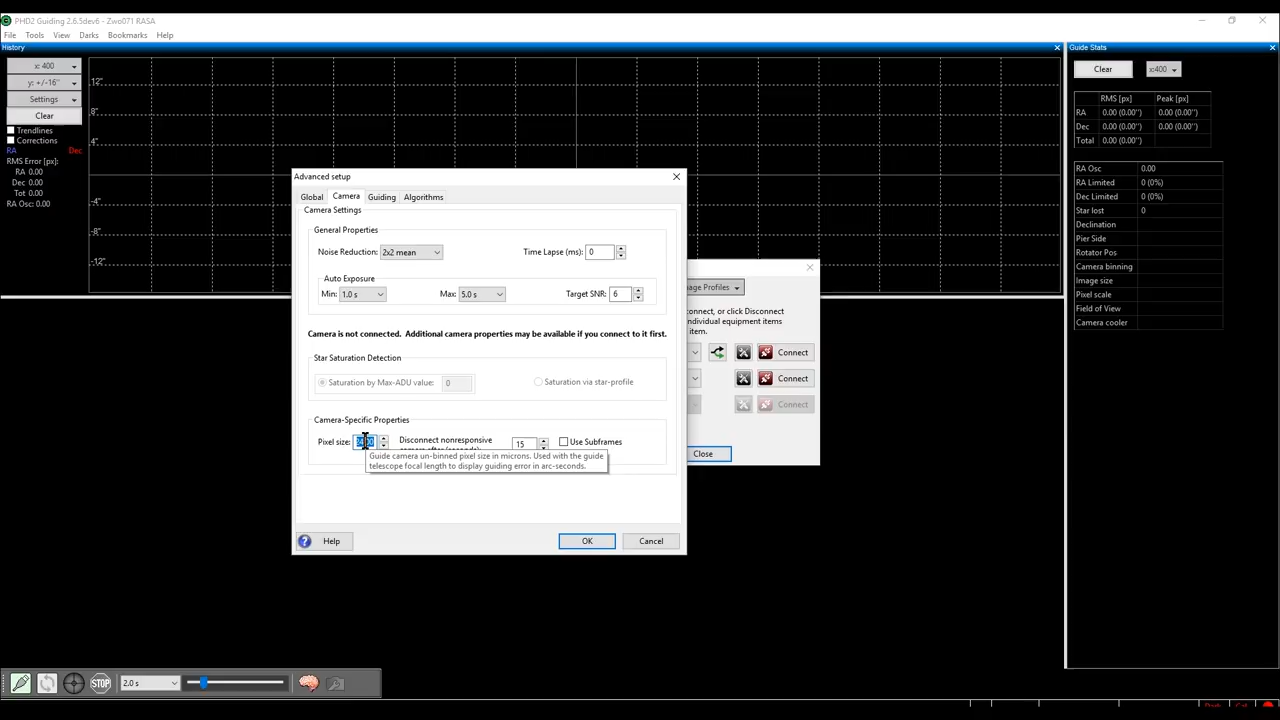 PHD2 Guiding 2.6.5dev6 - Zwo071 RASA
File Tools View Darks Bookmarks Help
History
Guide Stats
x: 400
y: +/-16"
Settings
Clear
Trendlines
Corrections
RA Dec
RMS Error [px]:
RA 0.00
Dec 0.00
Tot 0.00
RA Osc: 0.00
12"
8"
4"
-4"
-8"
-12"
Clear
x:400
RMS [px] Peak [px]
RA 0.00 (0.00'') 0.00 (0.00'')
Dec 0.00 (0.00'') 0.00 (0.00'')
Total 0.00 (0.00'')
RA Osc 0.00
RA Limited 0 (0%)
Dec Limited 0 (0%)
Star lost 0
Declination
Pier Side
Rotator Pos
Camera binning
Image size
Pixel scale
Field of View
Camera cooler
Advanced setup
Global Camera Guiding Algorithms
Camera Settings
General Properties
Noise Reduction: 2x2 mean Time Lapse (ms): 0
Auto Exposure
Min: 1.0 s Max: 5.0 s Target SNR: 6
Camera is not connected. Additional camera properties may be available if you connect to it first.
Star Saturation Detection
Saturation by Max-ADU value: 0 Saturation via star-profile
Camera-Specific Properties
Pixel size: Disconnect nonresponsive 15 Use Subframes
Guide camera un-binned pixel size in microns. Used with the guide
telescope focal length to display guiding error in arc-seconds.
Help OK Cancel
age Profiles
onnect, or click Disconnect
ndividual equipment items
item.
Connect
Connect
Connect
Close
STOP
2.0 s